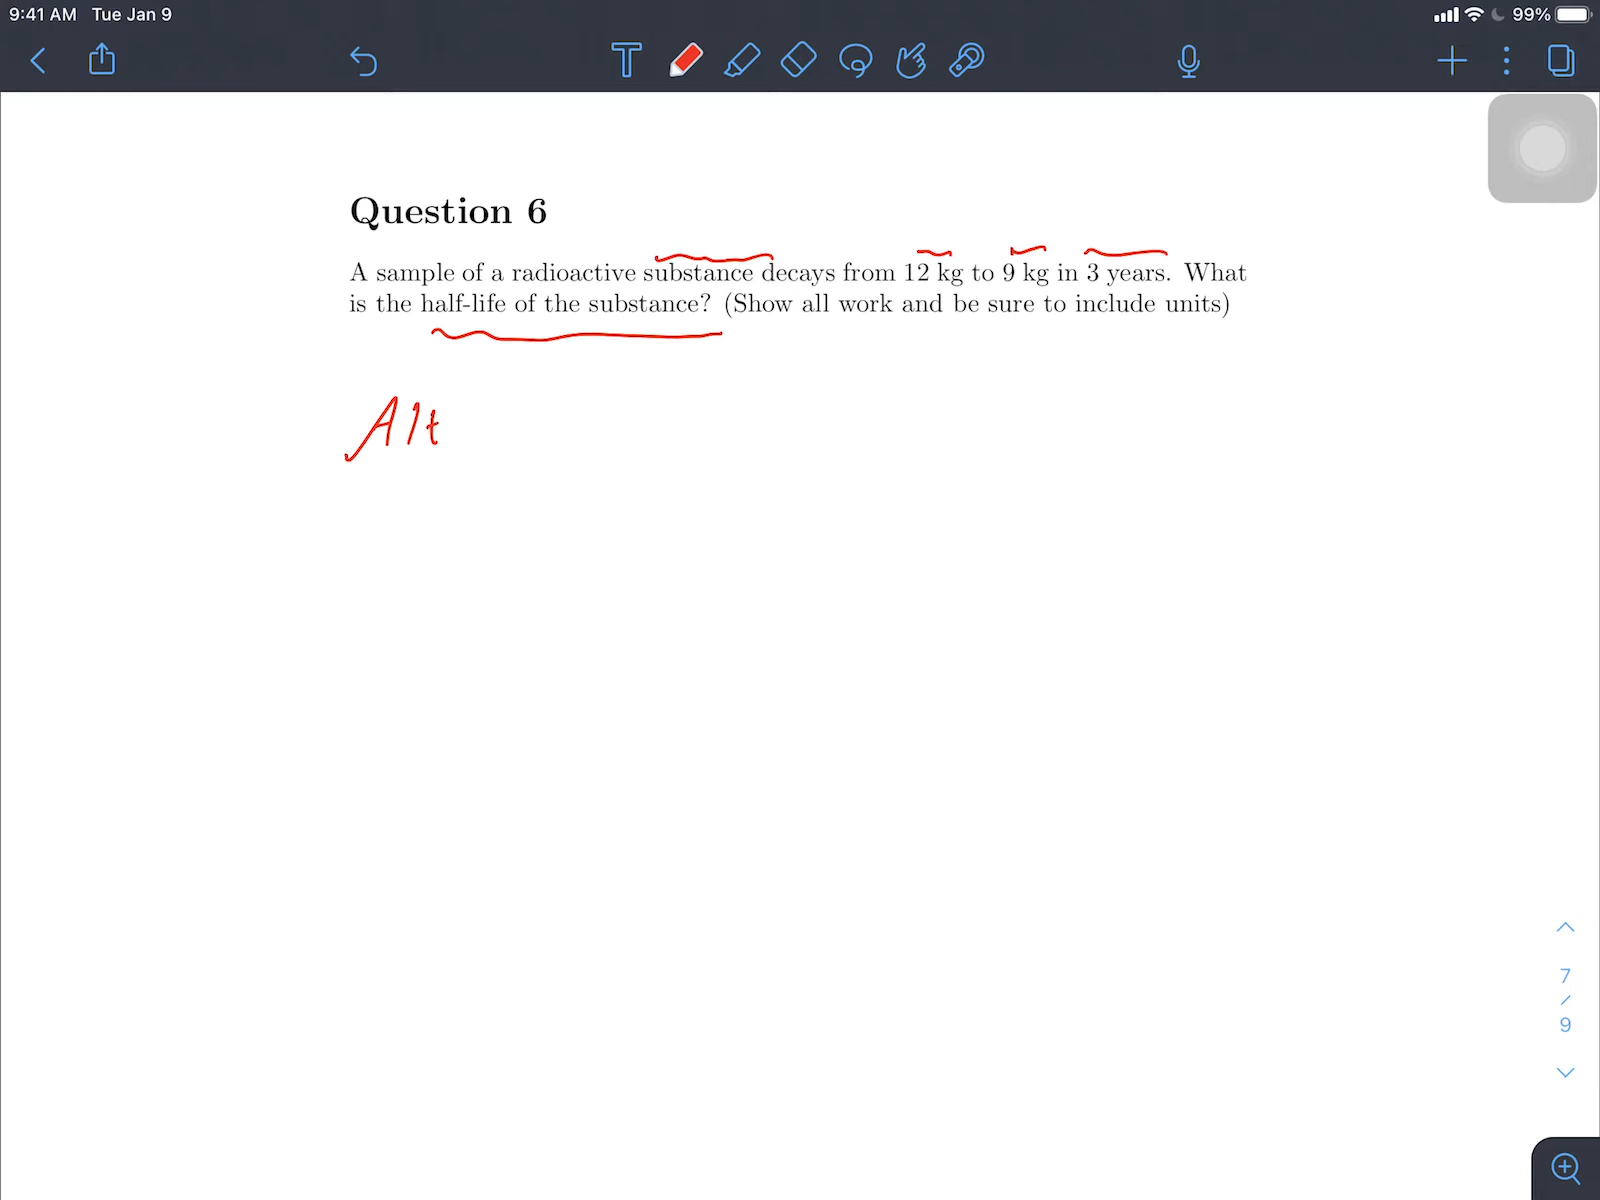 9:41 AM Tue Jan 9
99%
Question 6
A sample of a radioactive substance decays from 12 kg to 9 kg in 3 years. What
is the half-life of the substance? (Show all work and be sure to include units)
A(t
7
/
9